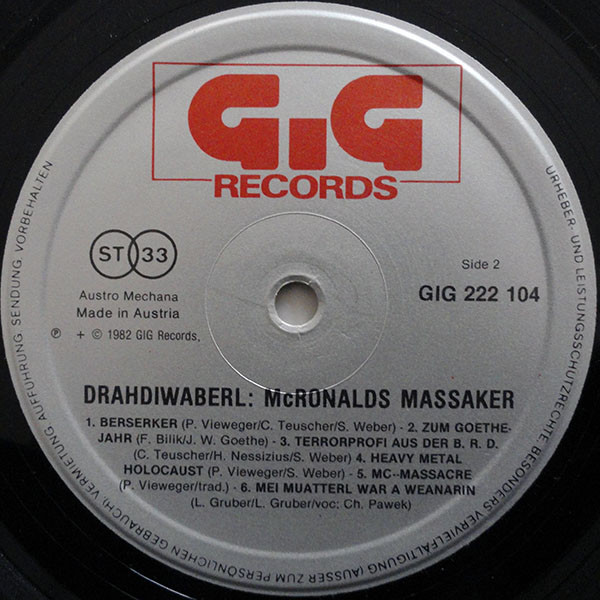 GiG
RECORDS
ST 33
Side 2
GIG 222 104
Austro Mechana
Made in Austria
℗ + © 1982 GIG Records,
DRAHDIWABERL: McRONALDS MASSAKER
1. BERSERKER (P. Vieweger/C. Teuscher/S. Weber) - 2. ZUM GOETHE-
JAHR (F. Bilik/J. W. Goethe) - 3. TERRORPROFI AUS DER B. R. D.
(C. Teuscher/H. Nessizius/S. Weber) 4. HEAVY METAL
HOLOCAUST (P. Vieweger/S. Weber) - 5. MC--MASSACRE
(P. Vieweger/trad.) - 6. MEI MUATTERL WAR A WEANARIN
(L. Gruber/L. Gruber/voc; Ch. Pawek)
URHEBER- UND LEISTUNGSSCHUTZRECHTE BESONDERS VERVIELFÄLTIGUNG (AUSSER ZUM PERSÖNLICHEN GEBRAUCH), VERMIETUNG AUFFÜHRUNG SENDUNG VORBEHALTEN